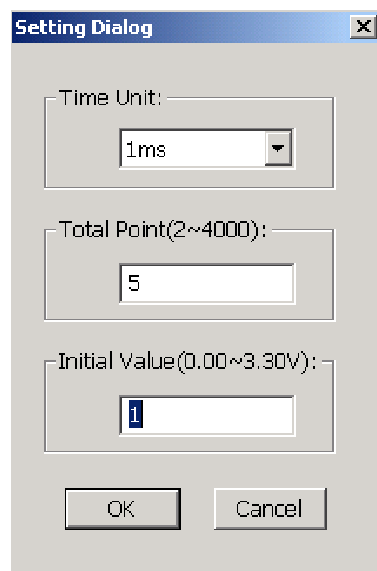 Setting Dialog
Time Unit:
1ms
Total Point(2~4000):
5
Initial Value(0.00~3.30V):
1
OK Cancel